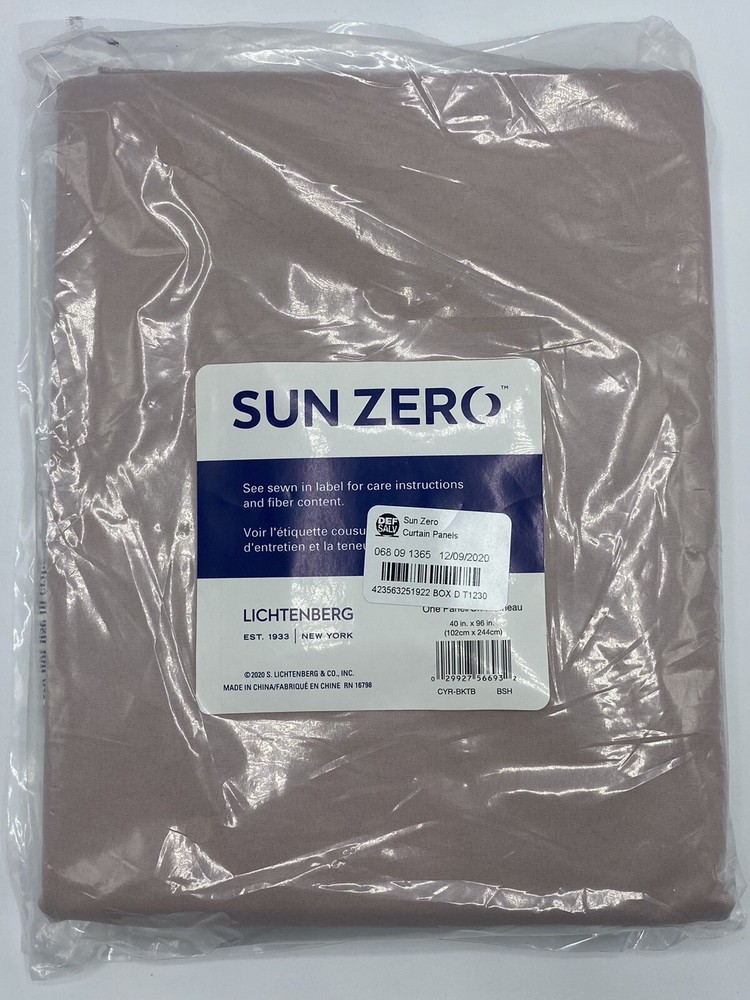 SUN ZERO™
See sewn in label for care instructions
and fiber content.
Voir l'étiquette cousu
d'entretien et la teneu
DEF
SALV
Sun Zero
Curtain Panels
068 09 1365 12/09/2020
423563251922 BOX D T1230
One Panel
40 in. x 96 in.
(102cm x 244cm)
LICHTENBERG
EST. 1933 | NEW YORK
©2020 S. LICHTENBERG & CO., INC.
MADE IN CHINA/FABRIQUÉ EN CHINE RN 16798
0 29927 56693 2
CYR-BKTB BSH